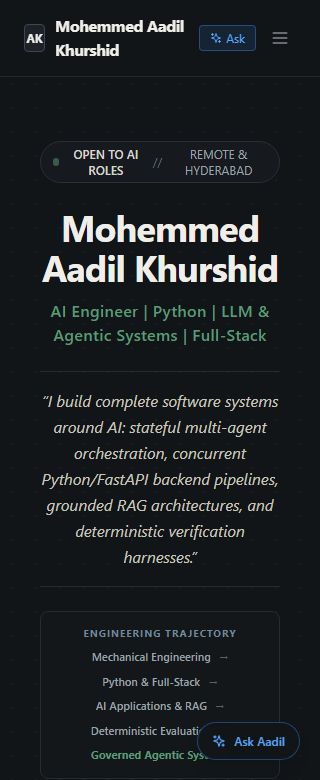 AK
Mohemmed Aadil
Khurshid
Ask
OPEN TO AI
ROLES
//
REMOTE &
HYDERABAD
Mohemmed
Aadil Khurshid
AI Engineer | Python | LLM &
Agentic Systems | Full-Stack
“I build complete software systems
around AI: stateful multi-agent
orchestration, concurrent
Python/FastAPI backend pipelines,
grounded RAG architectures, and
deterministic verification
harnesses.”
ENGINEERING TRAJECTORY
Mechanical Engineering →
Python & Full-Stack →
AI Applications & RAG →
Deterministic
Governed Agentic
Ask Aadil